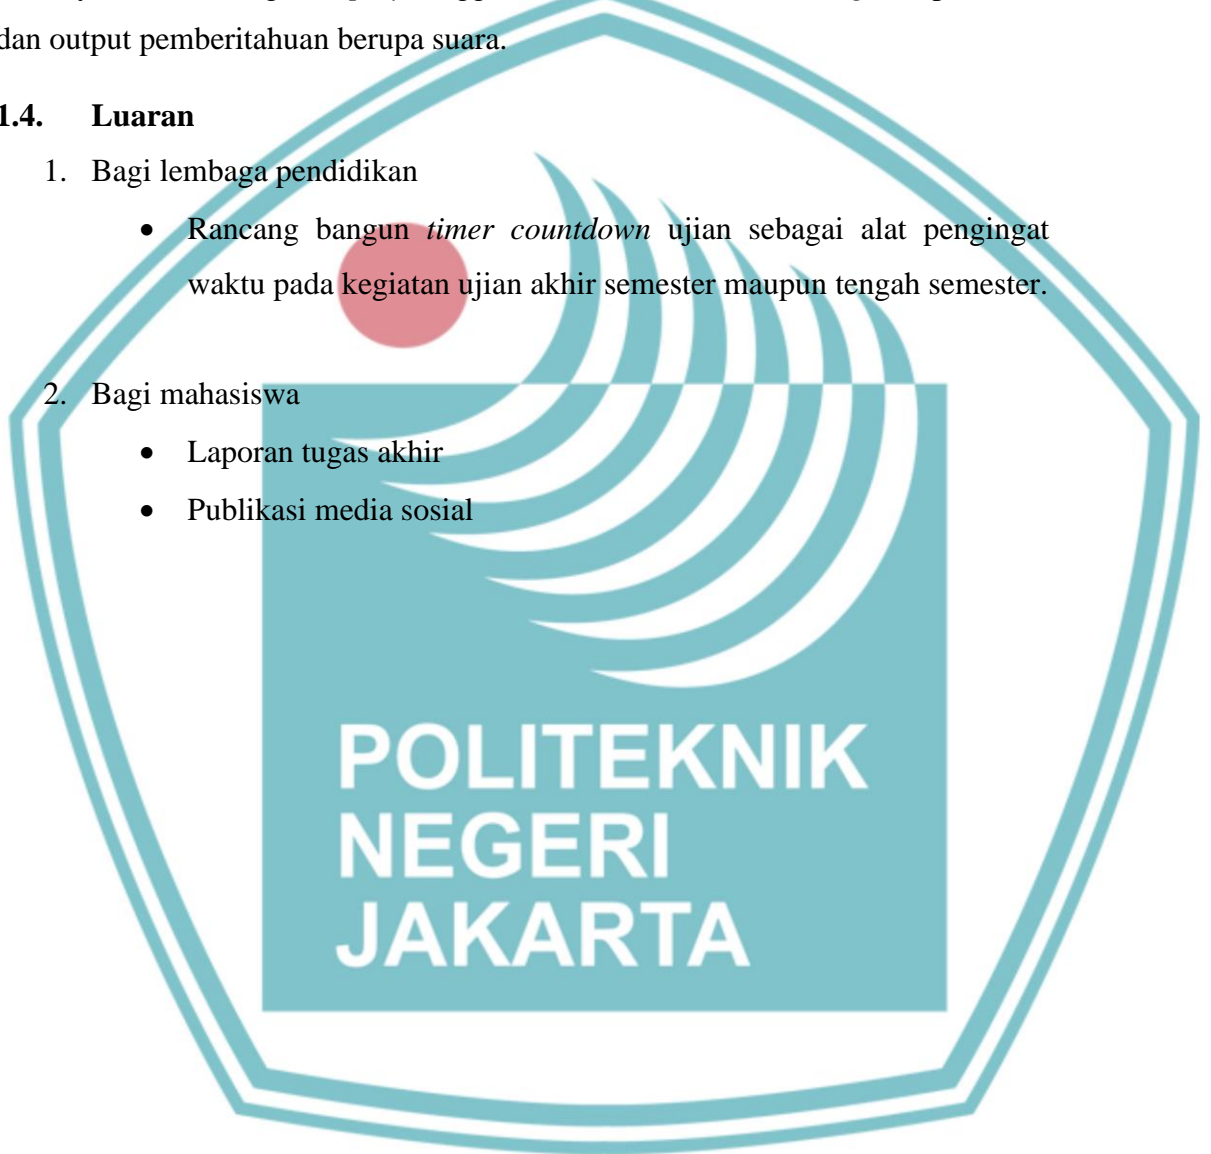 dan output pemberitahuan berupa suara.
1.4. Luaran
1. Bagi lembaga pendidikan
• Rancang bangun timer countdown ujian sebagai alat pengingat
waktu pada kegiatan ujian akhir semester maupun tengah semester.
2. Bagi mahasiswa
• Laporan tugas akhir
• Publikasi media sosial
POLITEKNIK
NEGERI
JAKARTA